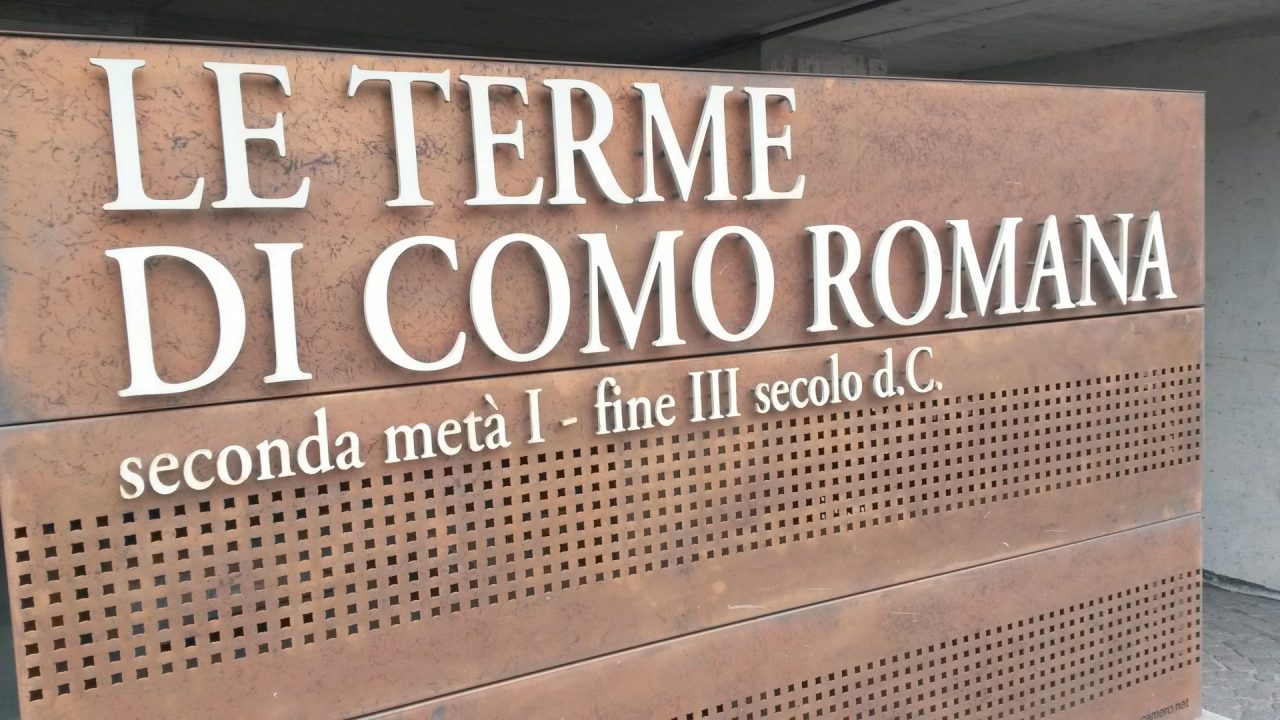 LE TERME
DI COMO ROMANA
seconda metà I - fine III secolo d.C.